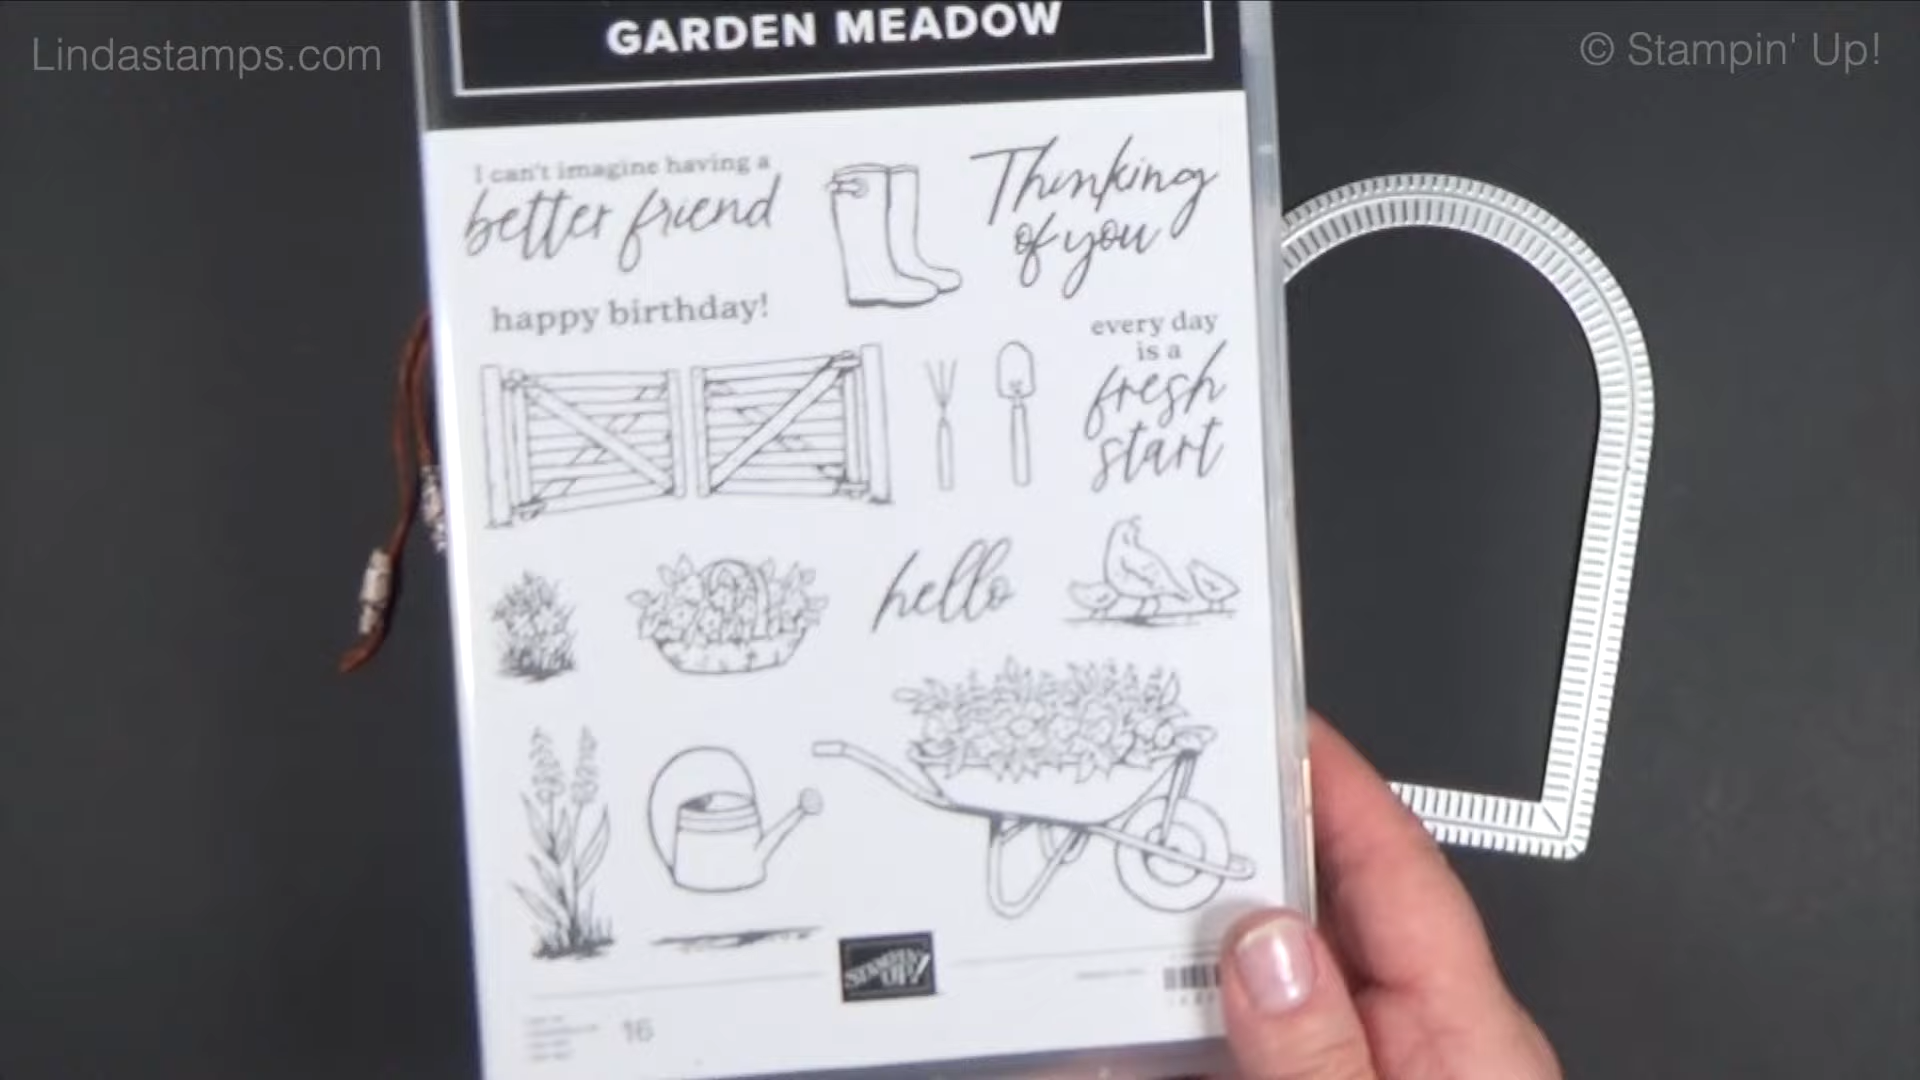 Lindastamps.com
© Stampin' Up!
GARDEN MEADOW
I can't imagine having a
better friend
Thinking
of you
happy birthday!
every day
is a
fresh
start
hello
STAMPIN'
UP!
16